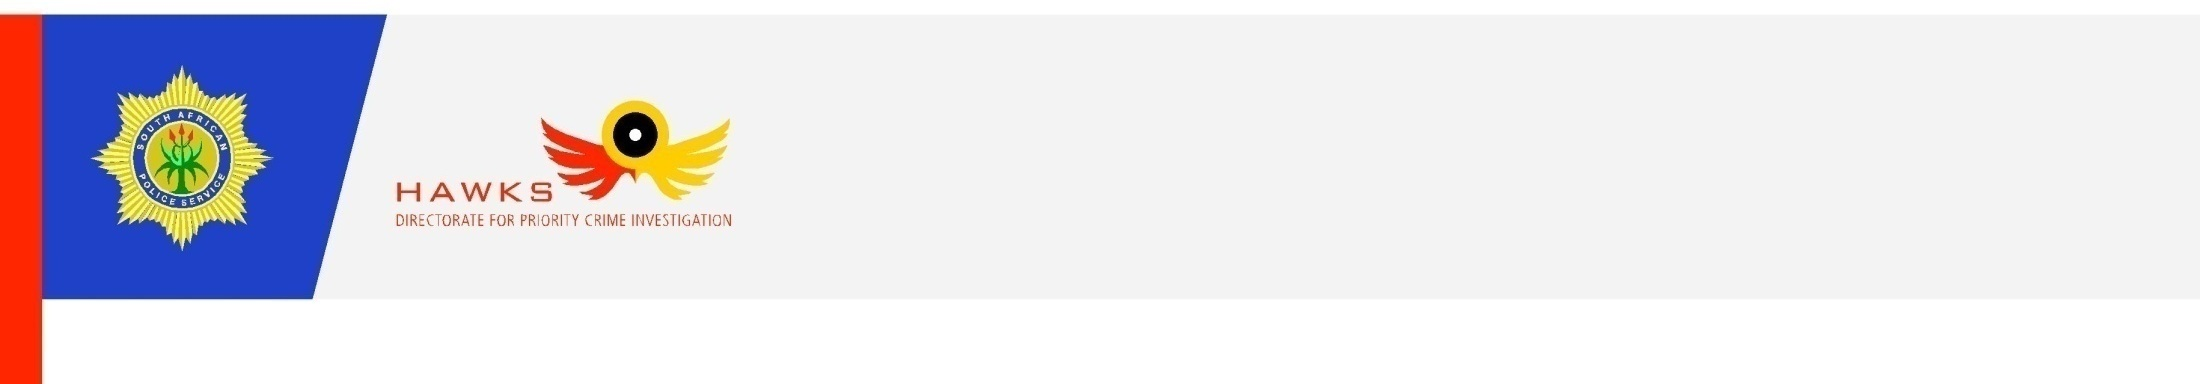 SOUTH AFRICAN
POLICE SERVICE
HAWKS
DIRECTORATE FOR PRIORITY CRIME INVESTIGATION